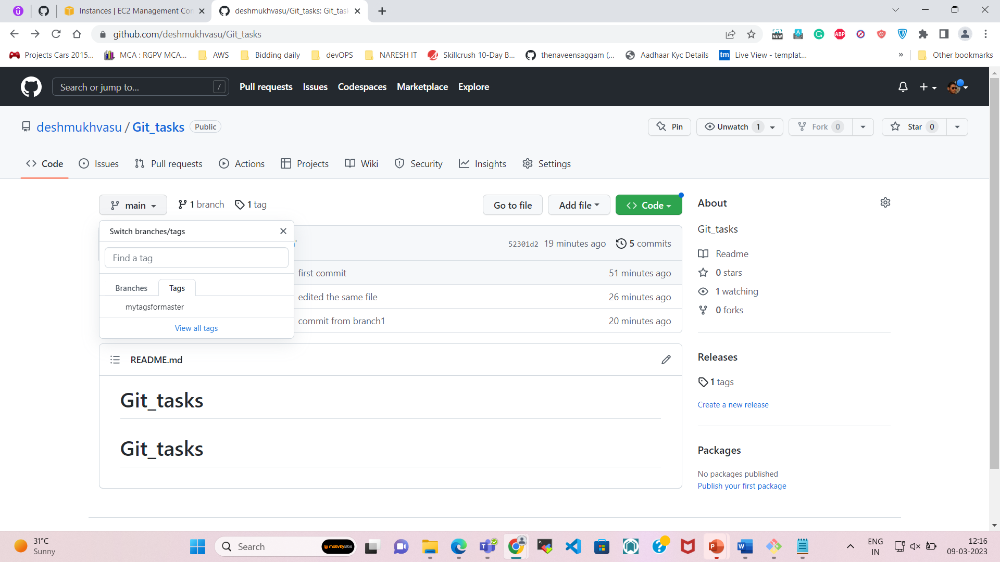 Instances | EC2 Management Con
deshmukhvasu/Git_tasks: Git_task
github.com/deshmukhvasu/Git_tasks
NEW
ABP
Projects Cars 2015...
MCA : RGPV MCA...
AWS
Bidding daily
devOPS
NARESH IT
Skillcrush 10-Day B...
thenaveensaggam (...
Aadhaar Kyc Details
tm
Live View - templat...
»
Other bookmarks
Search or jump to...
/
Pull requests
Issues
Codespaces
Marketplace
Explore
deshmukhvasu / Git_tasks
Public
Pin
Unwatch 1
Fork 0
Star 0
Code
Issues
Pull requests
Actions
Projects
Wiki
Security
Insights
Settings
main
1 branch
1 tag
Go to file
Add file
Code
Switch branches/tags
Find a tag
Branches
Tags
mytagsformaster
View all tags
52301d2 19 minutes ago
5 commits
first commit
51 minutes ago
edited the same file
26 minutes ago
commit from branch1
20 minutes ago
README.md
Git_tasks
Git_tasks
About
Git_tasks
Readme
0 stars
1 watching
0 forks
Releases
1 tags
Create a new release
Packages
No packages published
Publish your first package
31°C
Sunny
Search
motivitylabs
ENG
IN
12:16
09-03-2023